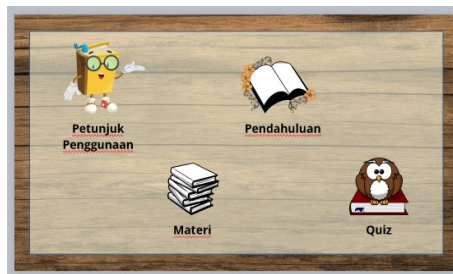 Petunjuk
Penggunaan
Pendahuluan
Materi
Quiz